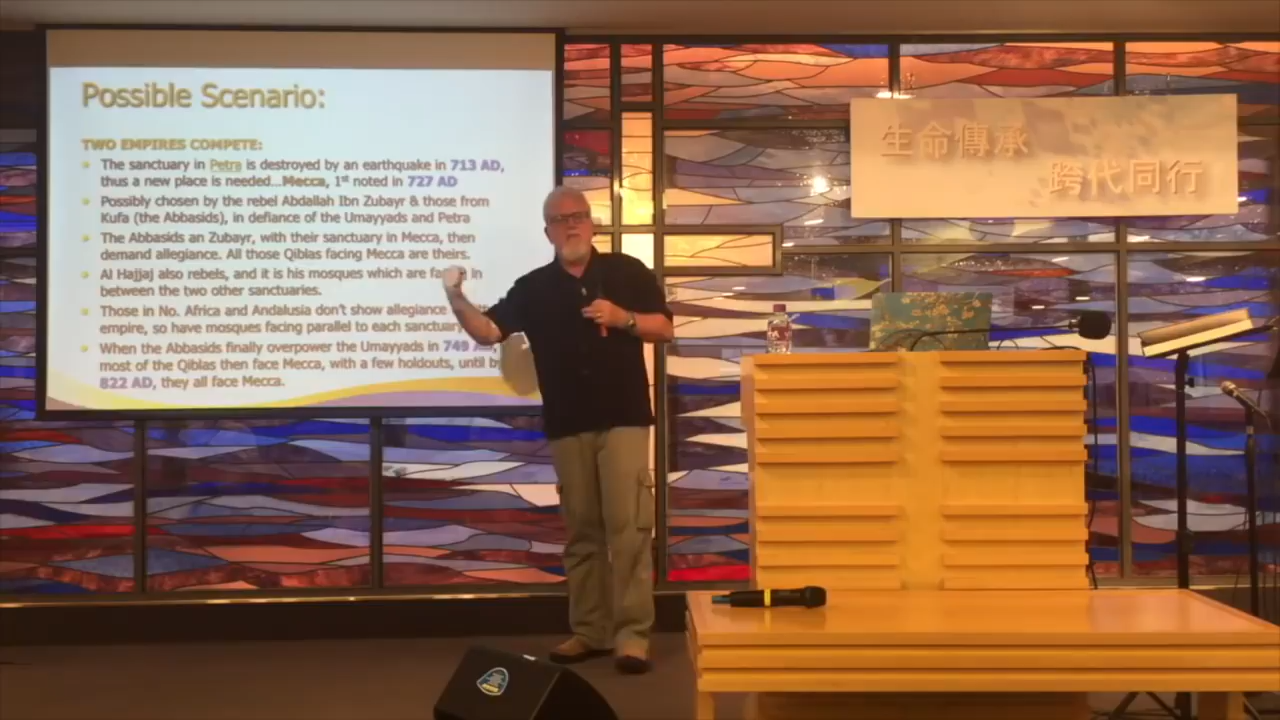 Possible Scenario:
TWO EMPIRES COMPETE:
The sanctuary in Petra is destroyed by an earthquake in 713 AD,
thus a new place is needed...Mecca, 1st noted in 727 AD
Possibly chosen by the rebel Abdallah Ibn Zubayr & those from
Kufa (the Abbasids), in defiance of the Umayyads and Petra
The Abbasids an Zubayr, with their sanctuary in Mecca, then
demand allegiance. All those Qiblas facing Mecca are theirs.
Al Hajjaj also rebels, and it is his mosques which are in
between the two other sanctuaries.
Those in No. Africa and Andalusia don't show allegiance
empire, so have mosques facing parallel to each sanctuary
When the Abbasids finally overpower the Umayyads in 749
most of the Qiblas then face Mecca, with a few holdouts, until
822 AD, they all face Mecca.
生命傳承
跨代同行